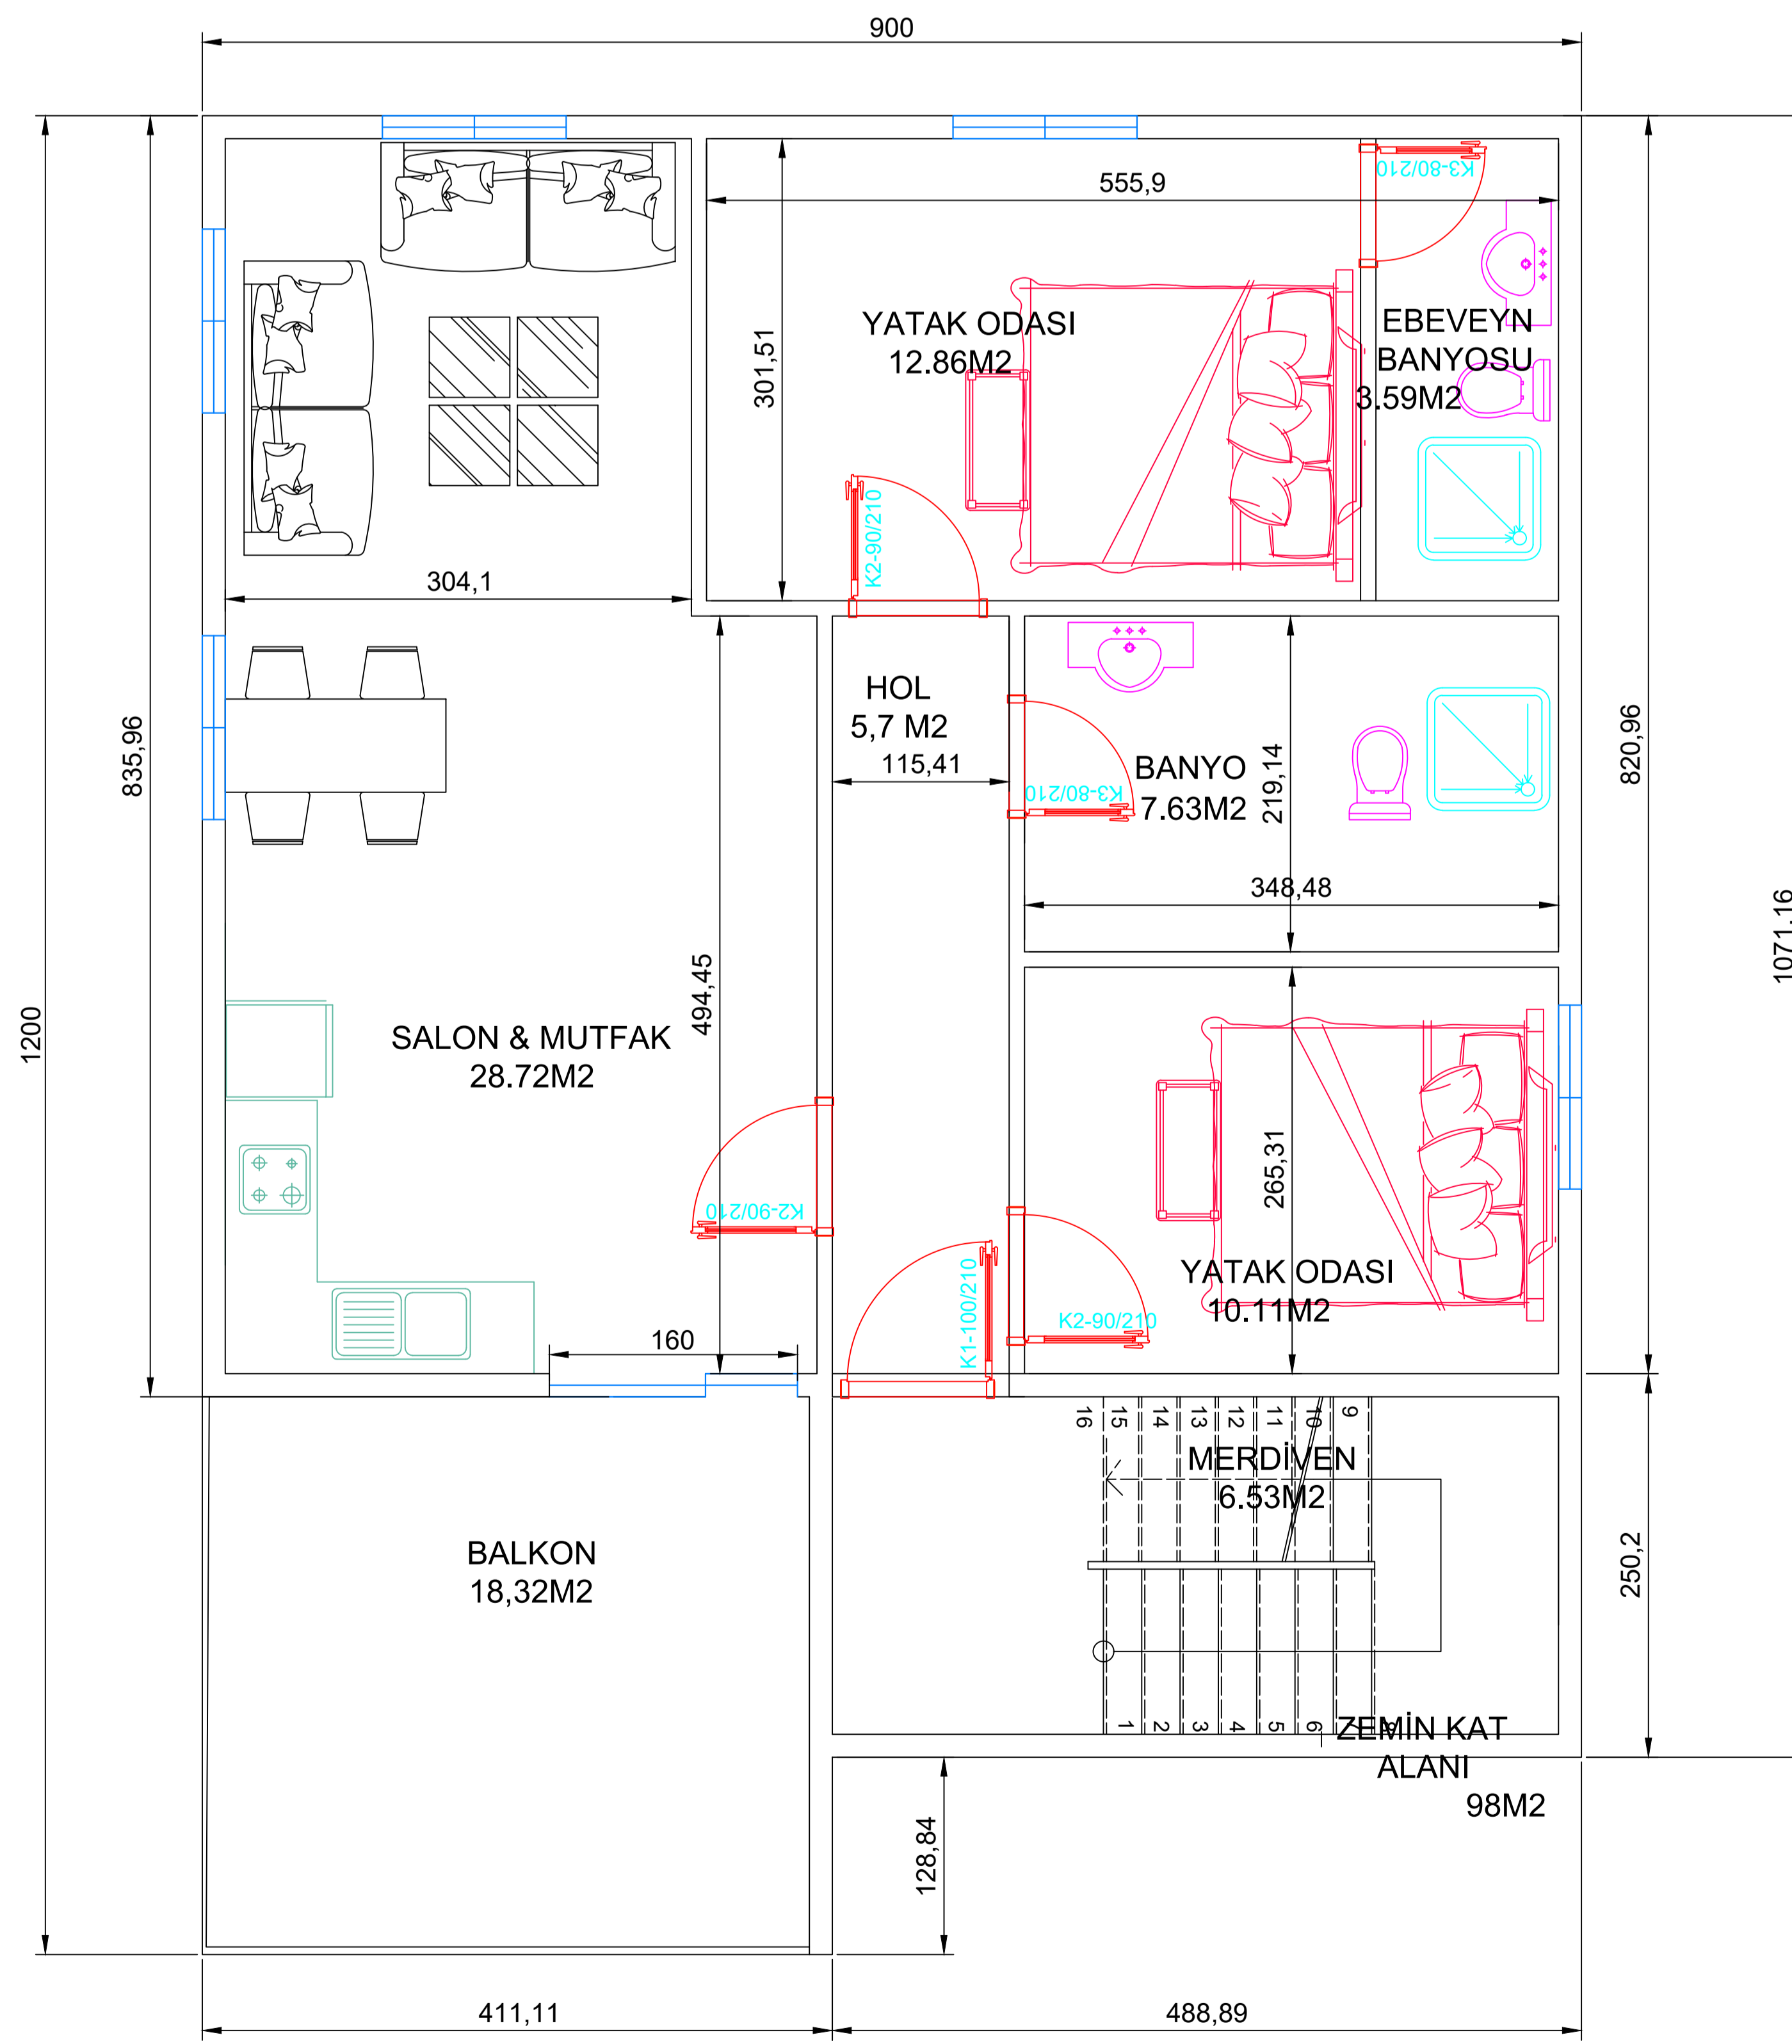 900
K3-80/210
555,9
YATAK ODASI
12.86M2
301,51
EBEVEYN
BANYOSU
3.59M2
K2-90/210
304,1
835,96
HOL
5,7 M2
115,41
BANYO
7.63M2
K3-80/210
219,14
348,48
820,96
1071,16
1200
494,45
SALON & MUTFAK
28.72M2
K2-90/210
265,31
YATAK ODASI
10.11M2
K1-100/210
K2-90/210
160
16
15
14
13
12
11
10
9
MERDİVEN
6.53M2
BALKON
18,32M2
250,2
1
2
3
4
5
6
7
8
ZEMİN KAT
ALANI
98M2
128,84
411,11
488,89